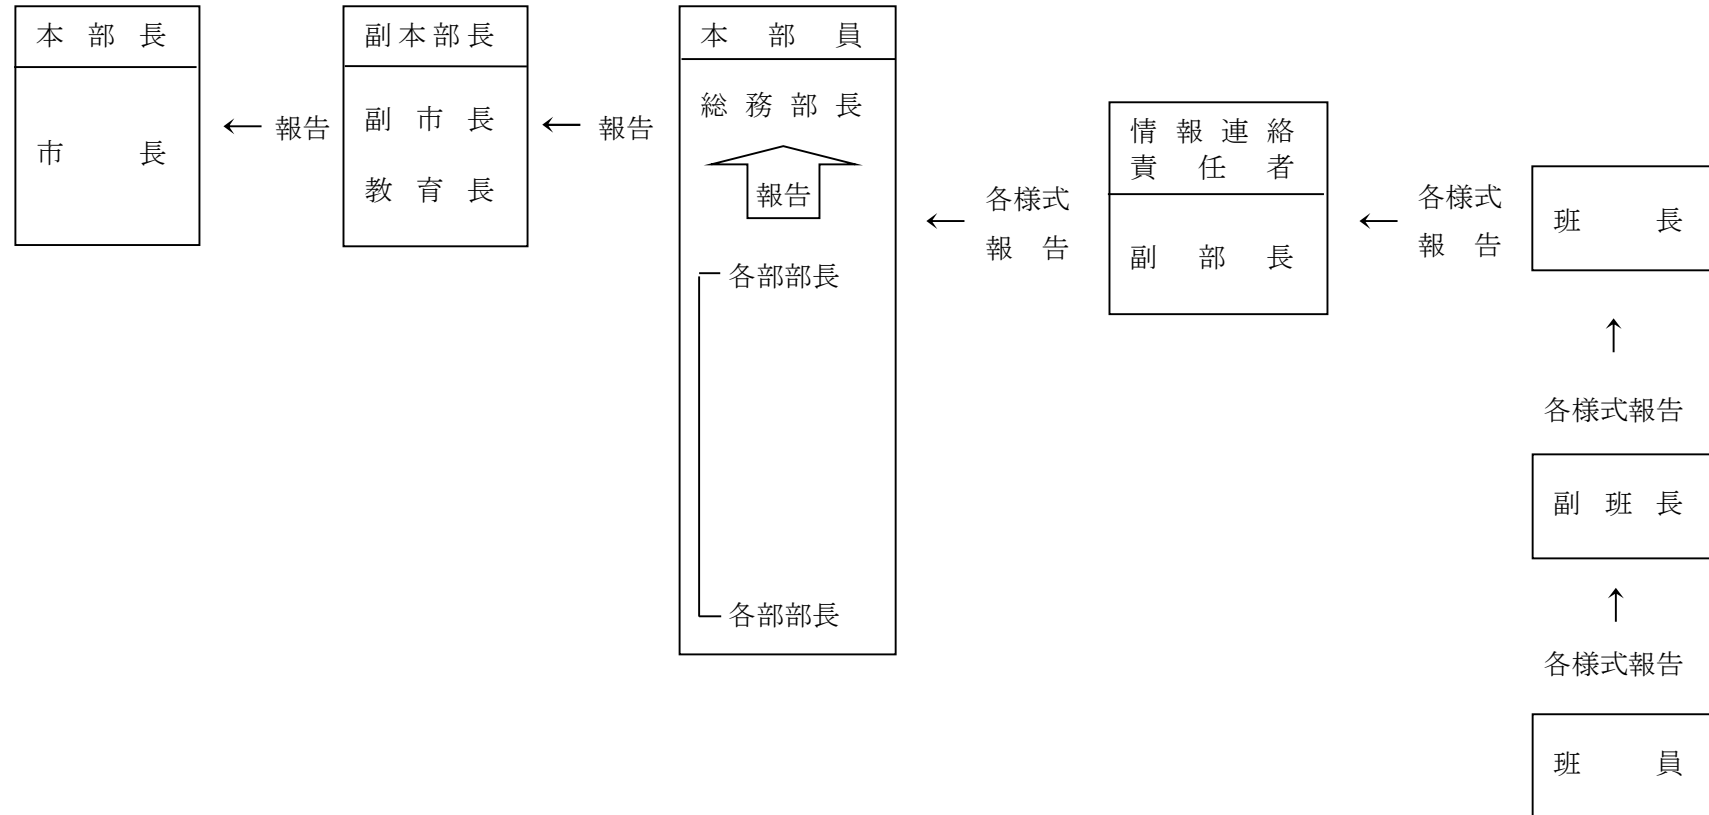 本部長
市長
← 報告
副本部長
副市長
教育長
← 報告
本部員
総務部長
報告
各部部長
各部部長
←
各様式
報告
情報連絡
責任者
副部長
←
各様式
報告
班長
↑
各様式報告
副班長
↑
各様式報告
班員